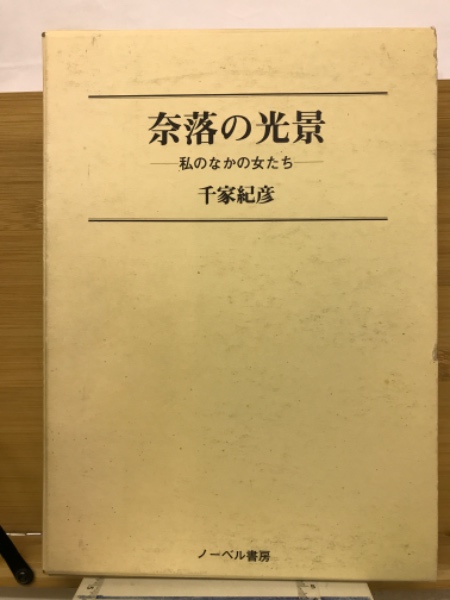 奈落の光景
―私のなかの女たち―
千家紀彦
ノーベル書房